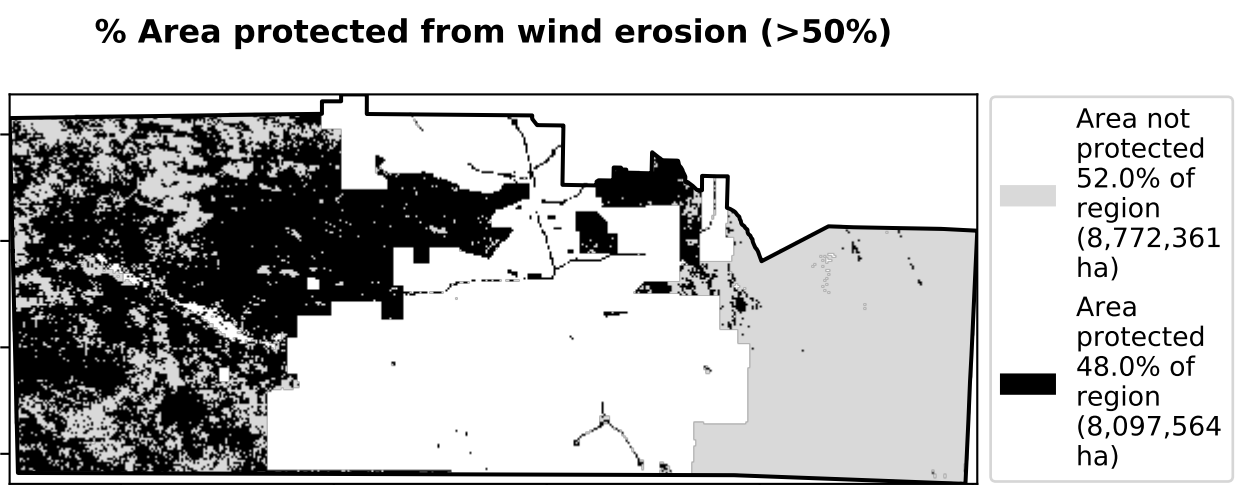 % Area protected from wind erosion (>50%)
Area not
protected
52.0% of
region
(8,772,361
ha)
Area
protected
48.0% of
region
(8,097,564
ha)